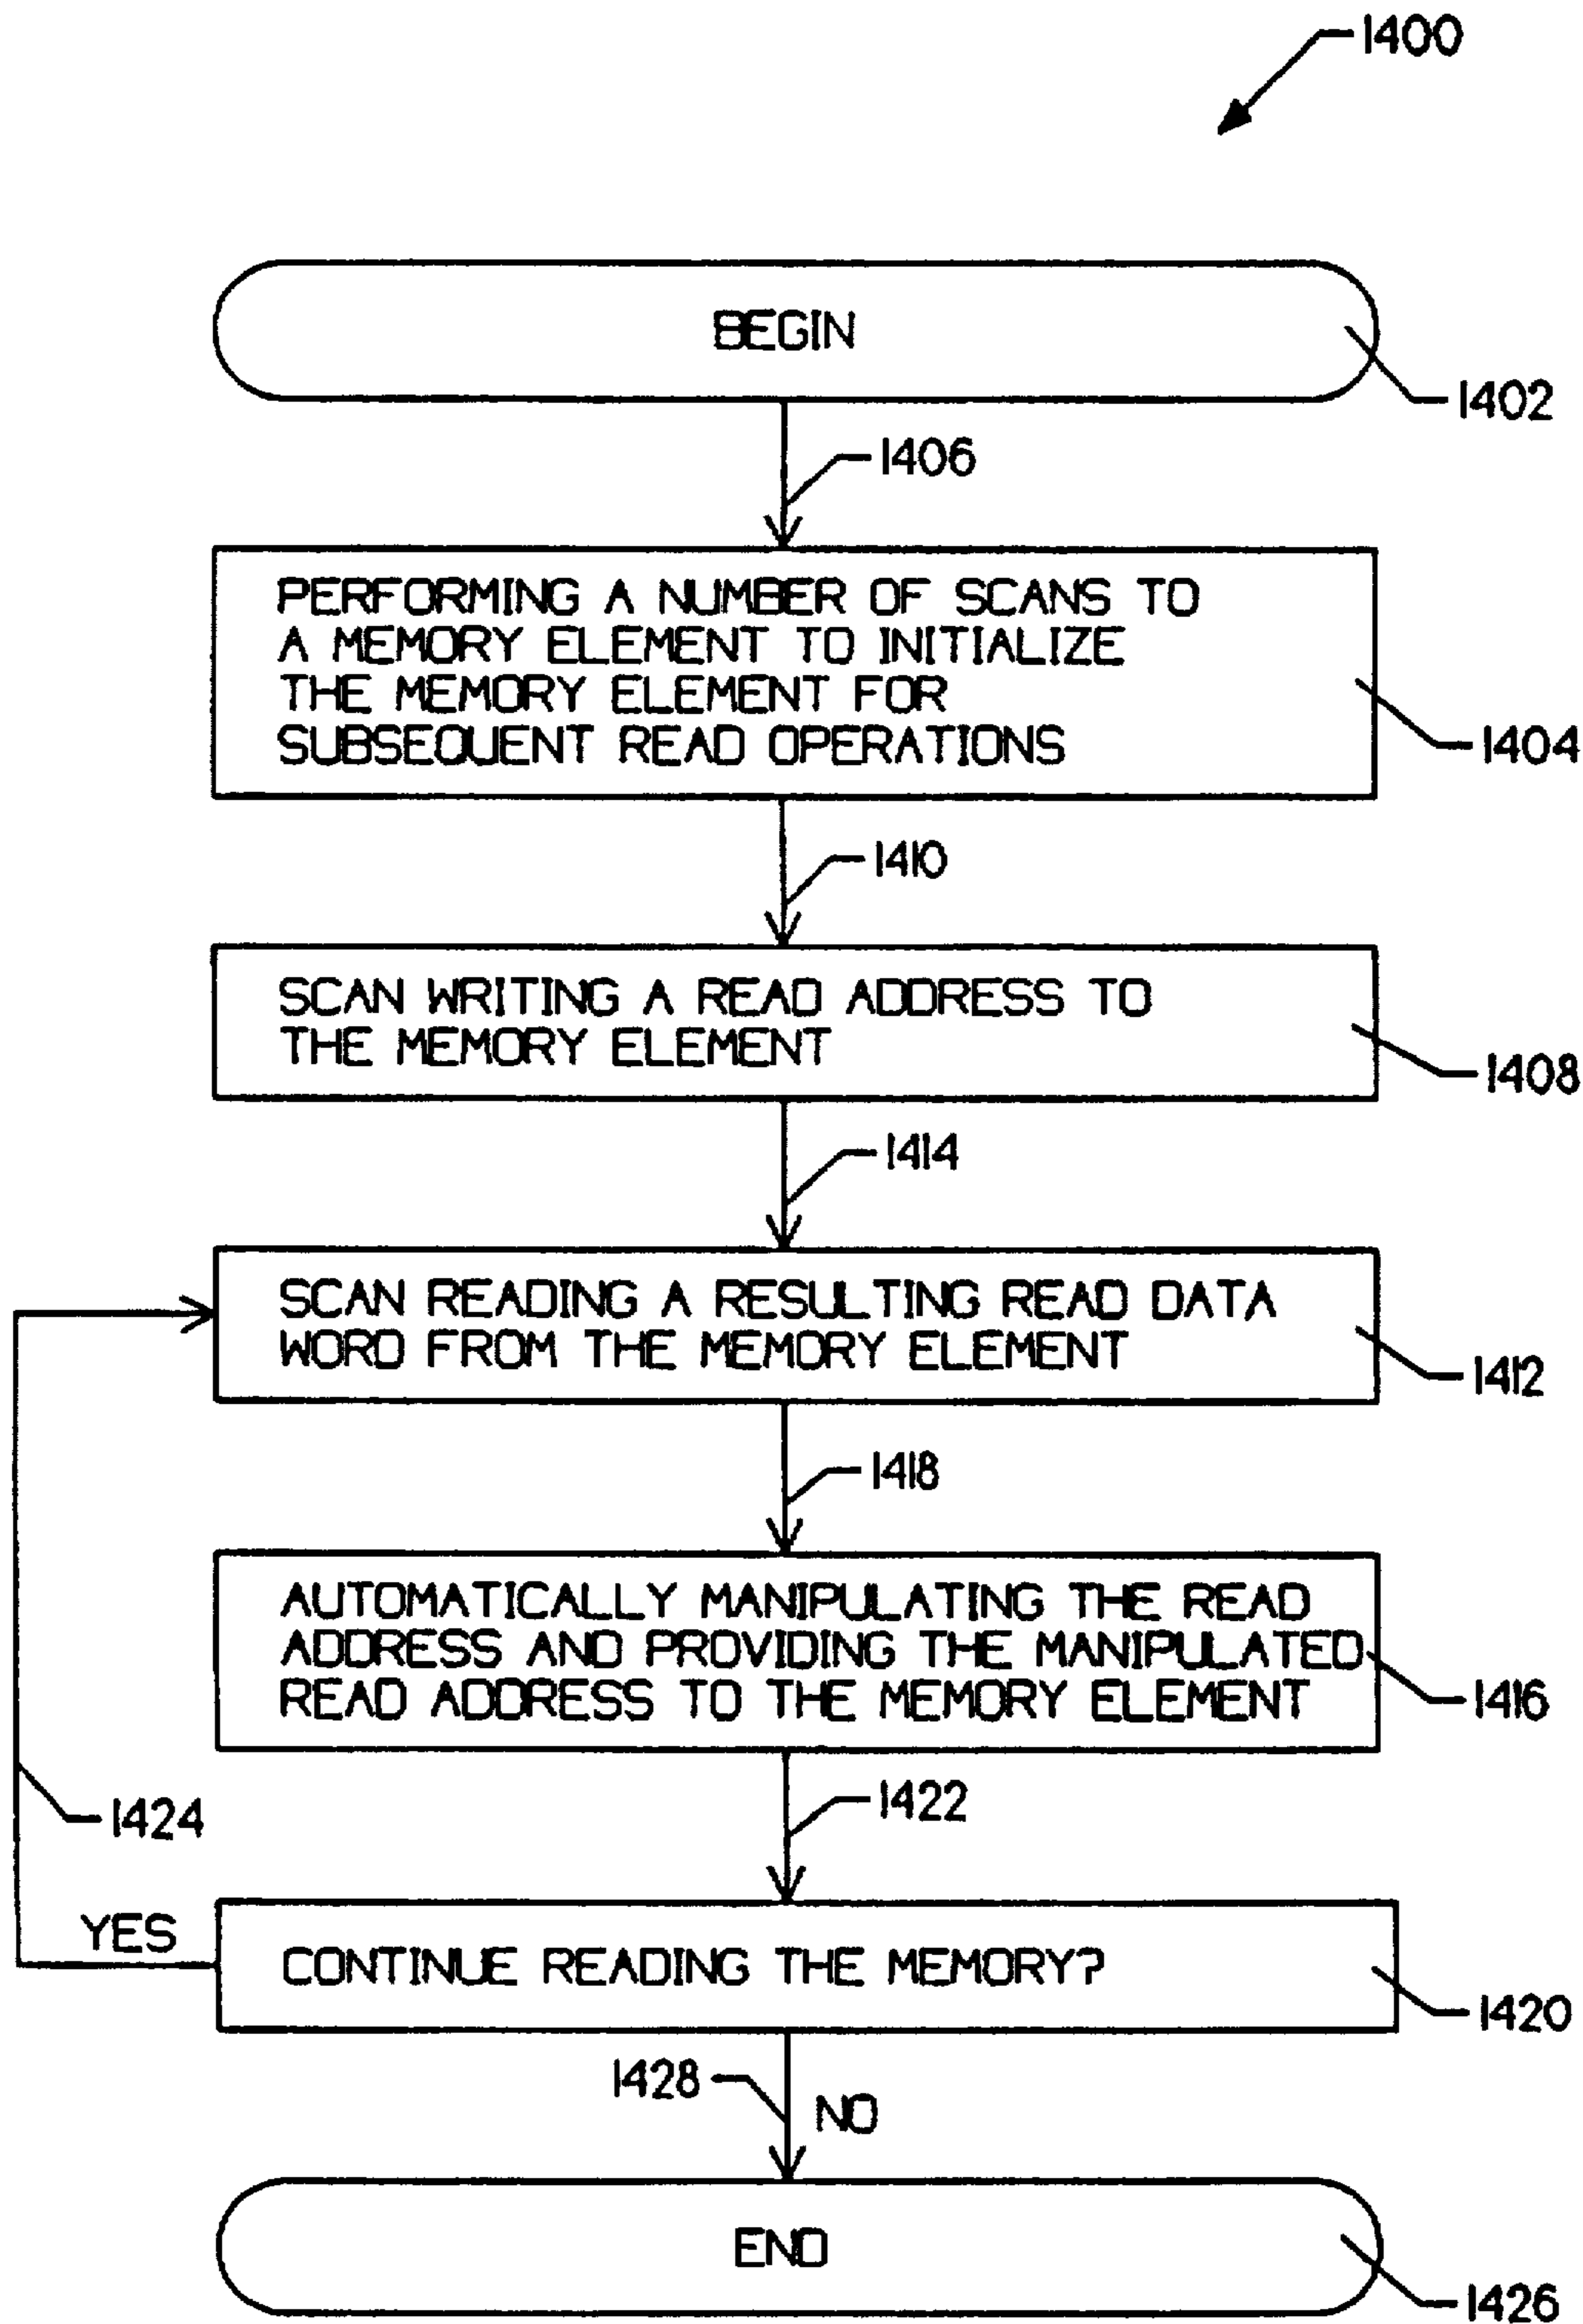 1400
BEGIN
1402
1406
PERFORMING A NUMBER OF SCANS TO
A MEMORY ELEMENT TO INITIALIZE
THE MEMORY ELEMENT FOR
SUBSEQUENT READ OPERATIONS
1404
1410
SCAN WRITING A READ ADDRESS TO
THE MEMORY ELEMENT
1408
1414
SCAN READING A RESULTING READ DATA
WORD FROM THE MEMORY ELEMENT
1412
1418
AUTOMATICALLY MANIPULATING THE READ
ADDRESS AND PROVIDING THE MANIPULATED
READ ADDRESS TO THE MEMORY ELEMENT
1416
1422
1424
YES
CONTINUE READING THE MEMORY?
1420
1428
NO
END
1426